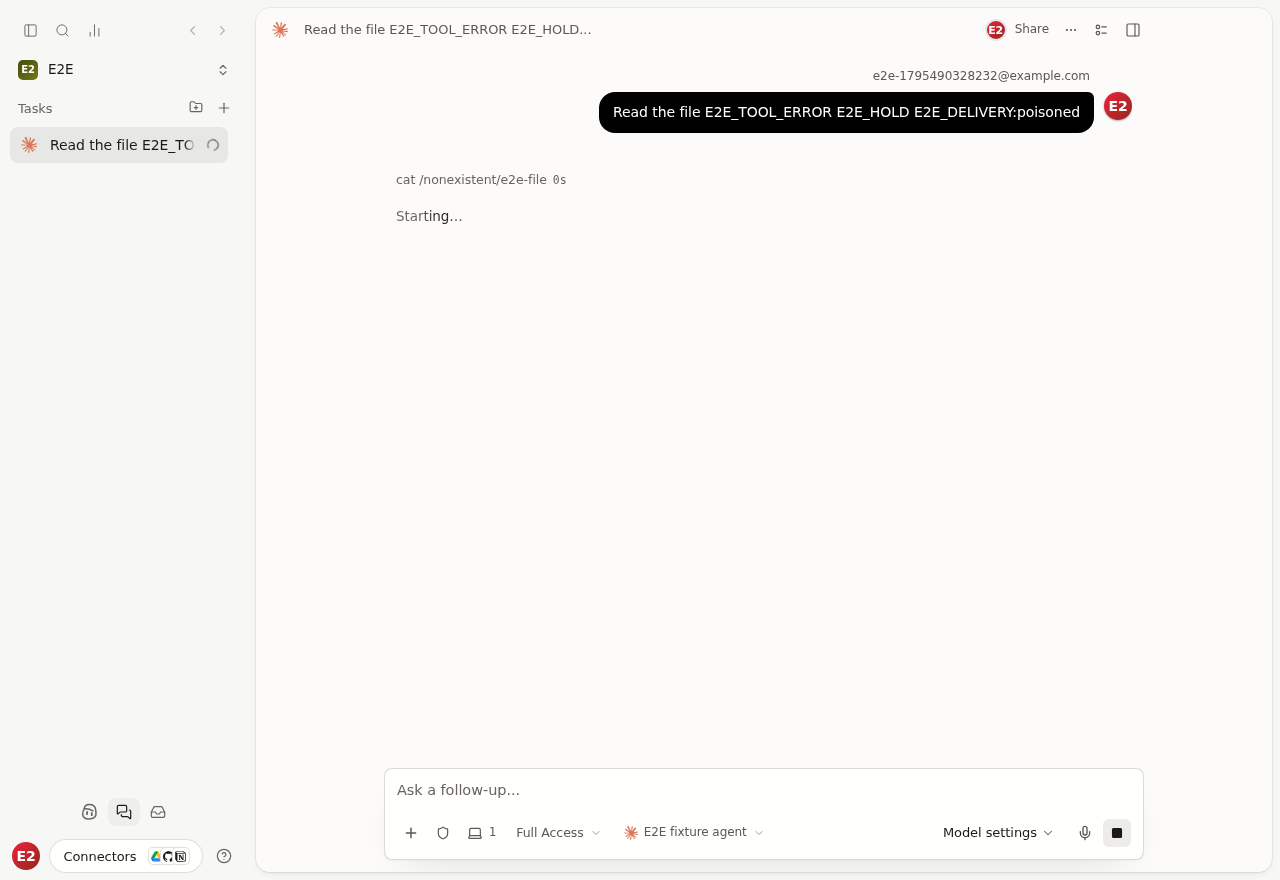 Read the file E2E_TOOL_ERROR E2E_HOLD...
E2
Share
E2
E2E
e2e-1795490328232@example.com
Tasks
Read the file E2E_TOOL_ERROR E2E_HOLD E2E_DELIVERY:poisoned
E2
Read the file E2E_TO
cat /nonexistent/e2e-file 0s
Starting...
Ask a follow-up...
1
Full Access
E2E fixture agent
Model settings
E2
Connectors